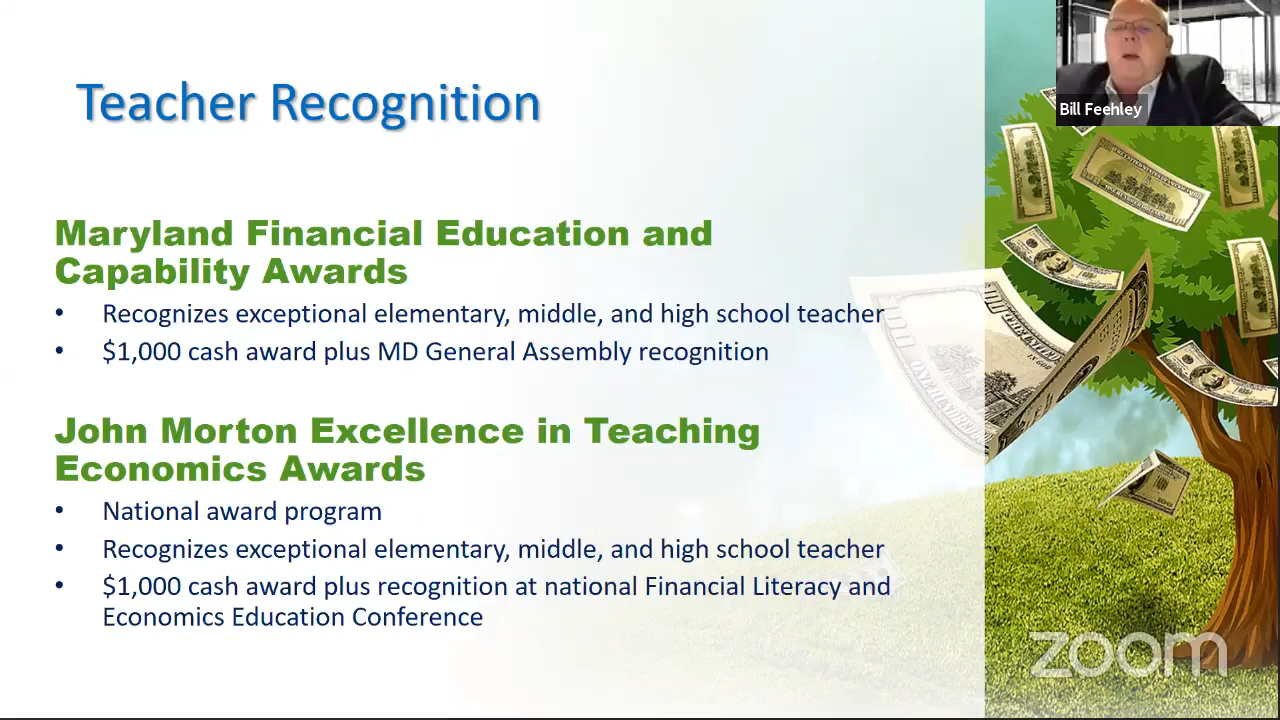 Teacher Recognition
Bill Feehley
Maryland Financial Education and
Capability Awards
• Recognizes exceptional elementary, middle, and high school teacher
• $1,000 cash award plus MD General Assembly recognition
John Morton Excellence in Teaching
Economics Awards
• National award program
• Recognizes exceptional elementary, middle, and high school teacher
• $1,000 cash award plus recognition at national Financial Literacy and
Economics Education Conference
zoom